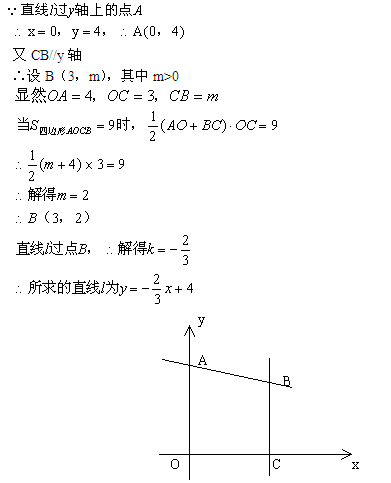 ∵直线l过y轴上的点A
∴ x=0，y=4，∴A(0，4)
又CB//y 轴
∴设B（3，m），其中m>0
显然OA=4，OC=3，CB=m
当S四边形AOCB=9时，1/2(AO+BC)·OC=9
∴1/2(m+4)×3=9
∴解得m=2
∴B（3，2）
直线l过点B，∴解得k=-2/3
∴所求的直线l为y=-2/3x+4
y
A
B
O
C
x